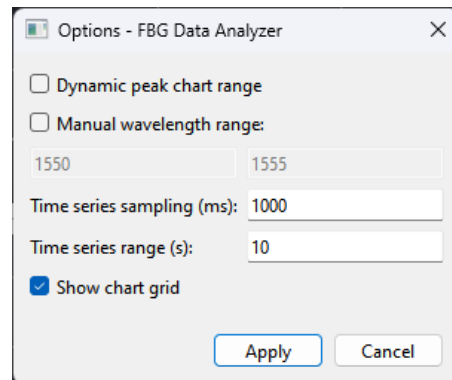 Options - FBG Data Analyzer
Dynamic peak chart range
Manual wavelength range:
1550 1555
Time series sampling (ms): 1000
Time series range (s): 10
Show chart grid
Apply Cancel